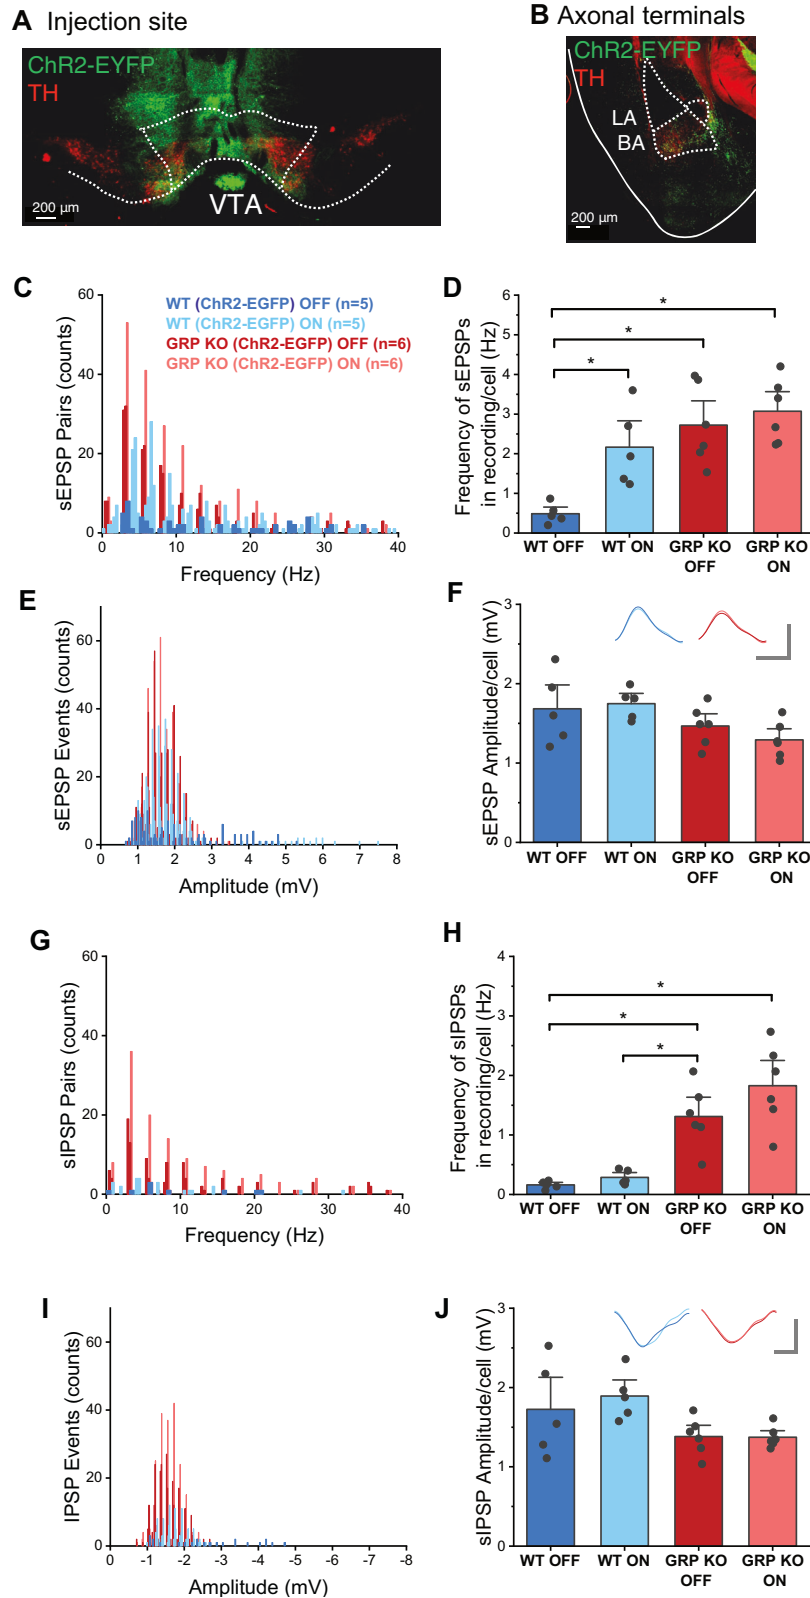 A Injection site
ChR2-EYFP
TH
VTA
200 µm
B Axonal terminals
ChR2-EYFP
TH
LA
BA
200 µm
C
WT (ChR2-EGFP) OFF (n=5)
WT (ChR2-EGFP) ON (n=5)
GRP KO (ChR2-EGFP) OFF (n=6)
GRP KO (ChR2-EGFP) ON (n=6)
sEPSP Pairs (counts)
60
40
20
0
0 10 20 30 40
Frequency (Hz)
D
Frequency of sEPSPs
in recording/cell (Hz)
6
5
4
3
2
1
0
* 
*
*
WT OFF WT ON GRP KO OFF GRP KO ON
E
sEPSP Events (counts)
60
40
20
0
0 1 2 3 4 5 6 7 8
Amplitude (mV)
F
sEPSP Amplitude/cell (mV)
3
2
1
0
WT OFF WT ON GRP KO OFF GRP KO ON
G
sIPSP Pairs (counts)
60
40
20
0
0 10 20 30 40
Frequency (Hz)
H
Frequency of sIPSPs
in recording/cell (Hz)
4
3
2
1
0
*
*
*
WT OFF WT ON GRP KO OFF GRP KO ON
I
IPSP Events (counts)
60
40
20
0
0 -1 -2 -3 -4 -5 -6 -7 -8
Amplitude (mV)
J
sIPSP Amplitude/cell (mV)
3
2
1
0
WT OFF WT ON GRP KO OFF GRP KO ON